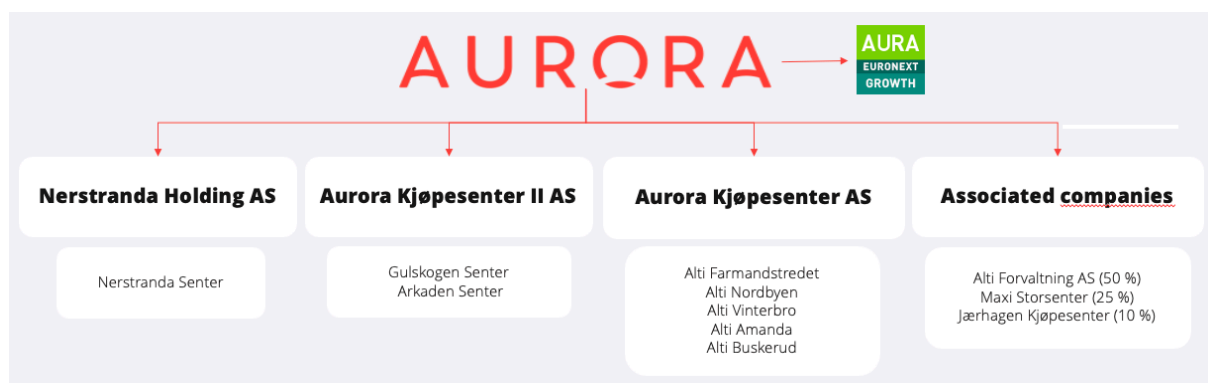 AURORA
AURA
EURONEXT
GROWTH
Nerstranda Holding AS
Aurora Kjøpesenter II AS
Aurora Kjøpesenter AS
Associated companies
Nerstranda Senter
Gulskogen Senter
Arkaden Senter
Alti Farmandstredet
Alti Nordbyen
Alti Vinterbro
Alti Amanda
Alti Buskerud
Alti Forvaltning AS (50 %)
Maxi Storsenter (25 %)
Jærhagen Kjøpesenter (10 %)